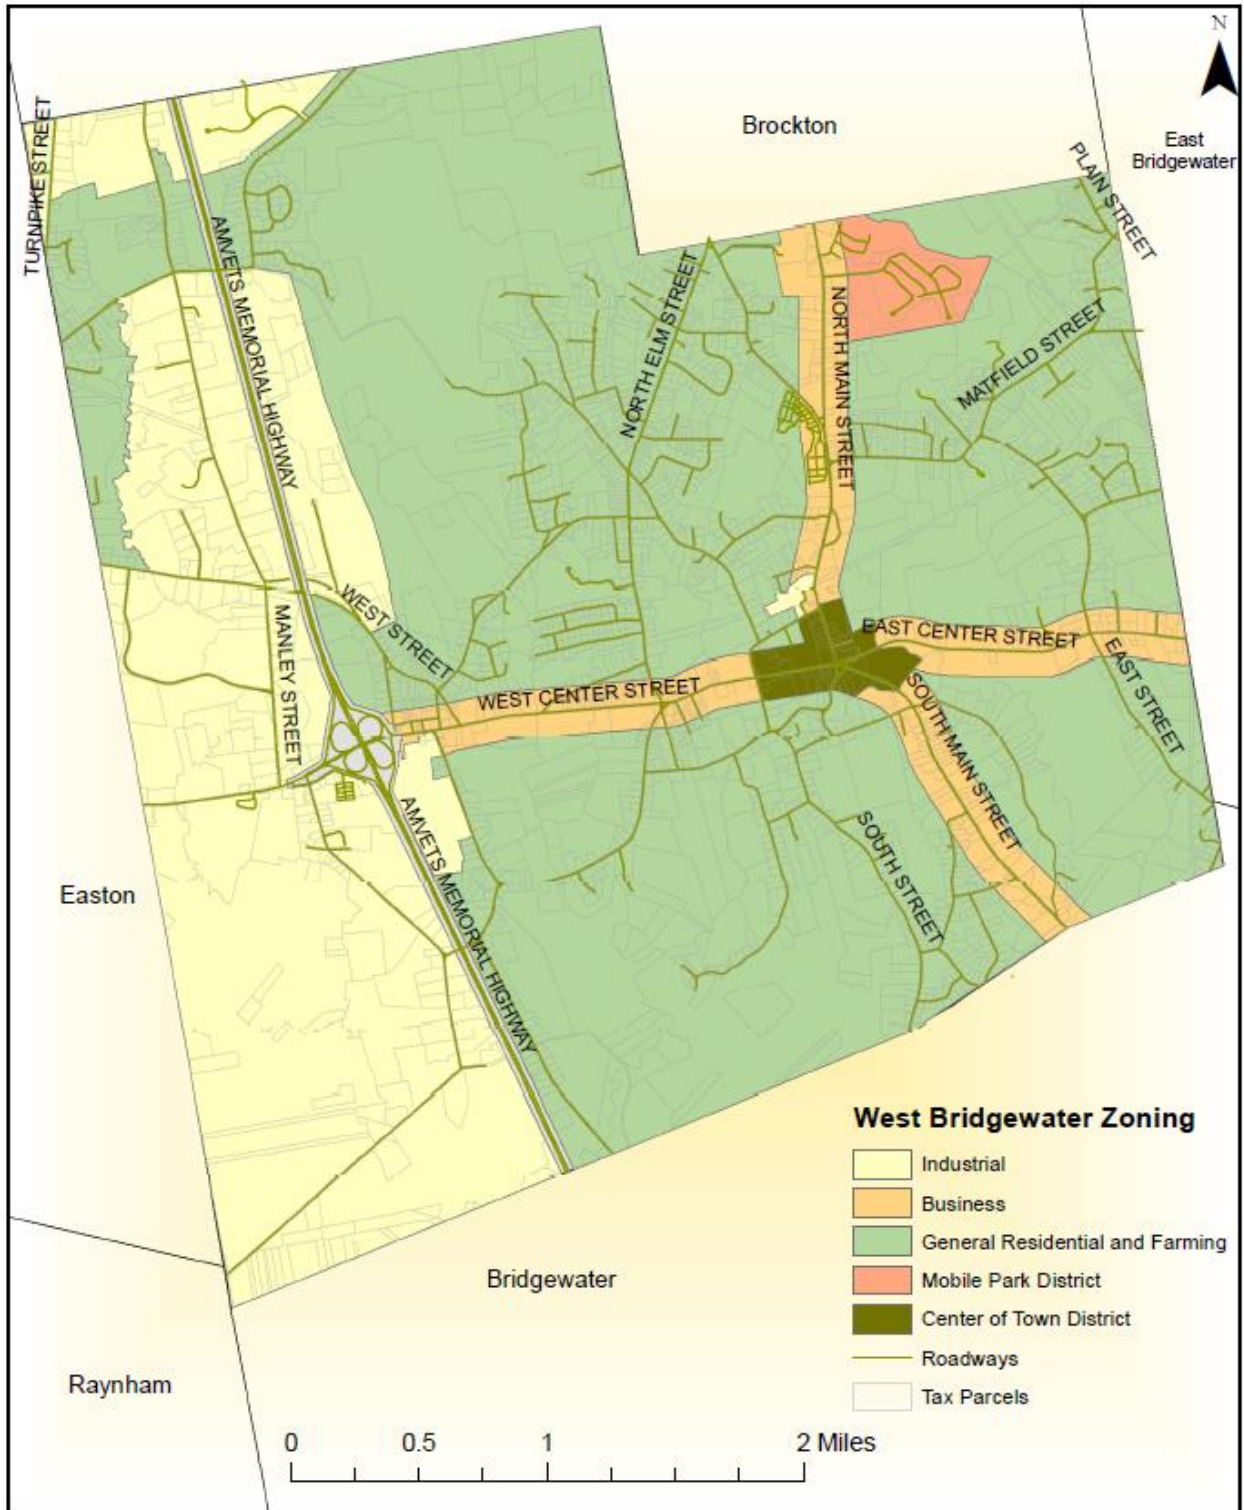 N
Brockton
East
Bridgewater
PLAIN STREET
TURNPIKE STREET
AMVETS MEMORIAL HIGHWAY
NORTH ELM STREET
NORTH MAIN STREET
MATFIELD STREET
WEST STREET
MANLEY STREET
EAST CENTER STREET
WEST CENTER STREET
EAST STREET
SOUTH MAIN STREET
SOUTH STREET
AMVETS MEMORIAL HIGHWAY
Easton
Bridgewater
Raynham
West Bridgewater Zoning
Industrial
Business
General Residential and Farming
Mobile Park District
Center of Town District
Roadways
Tax Parcels
0 0.5 1 2 Miles